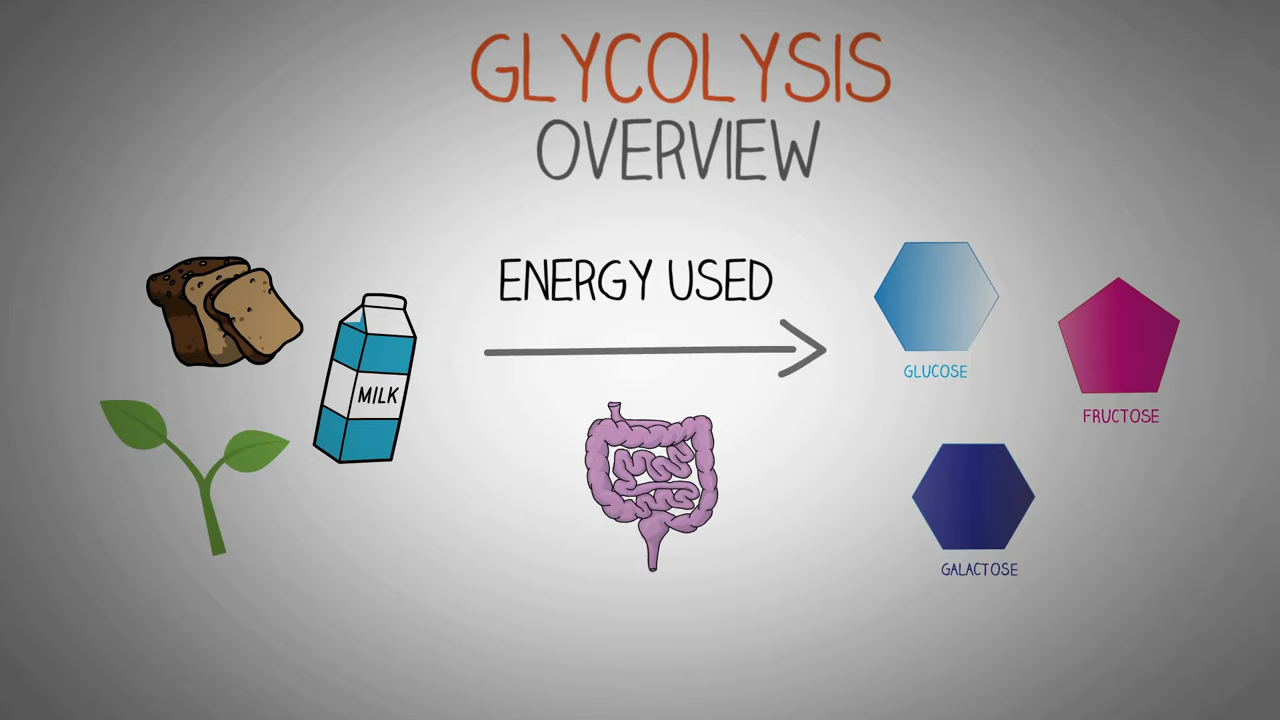 GLYCOLYSIS
OVERVIEW
ENERGY USED
MILK
GLUCOSE
FRUCTOSE
GALACTOSE